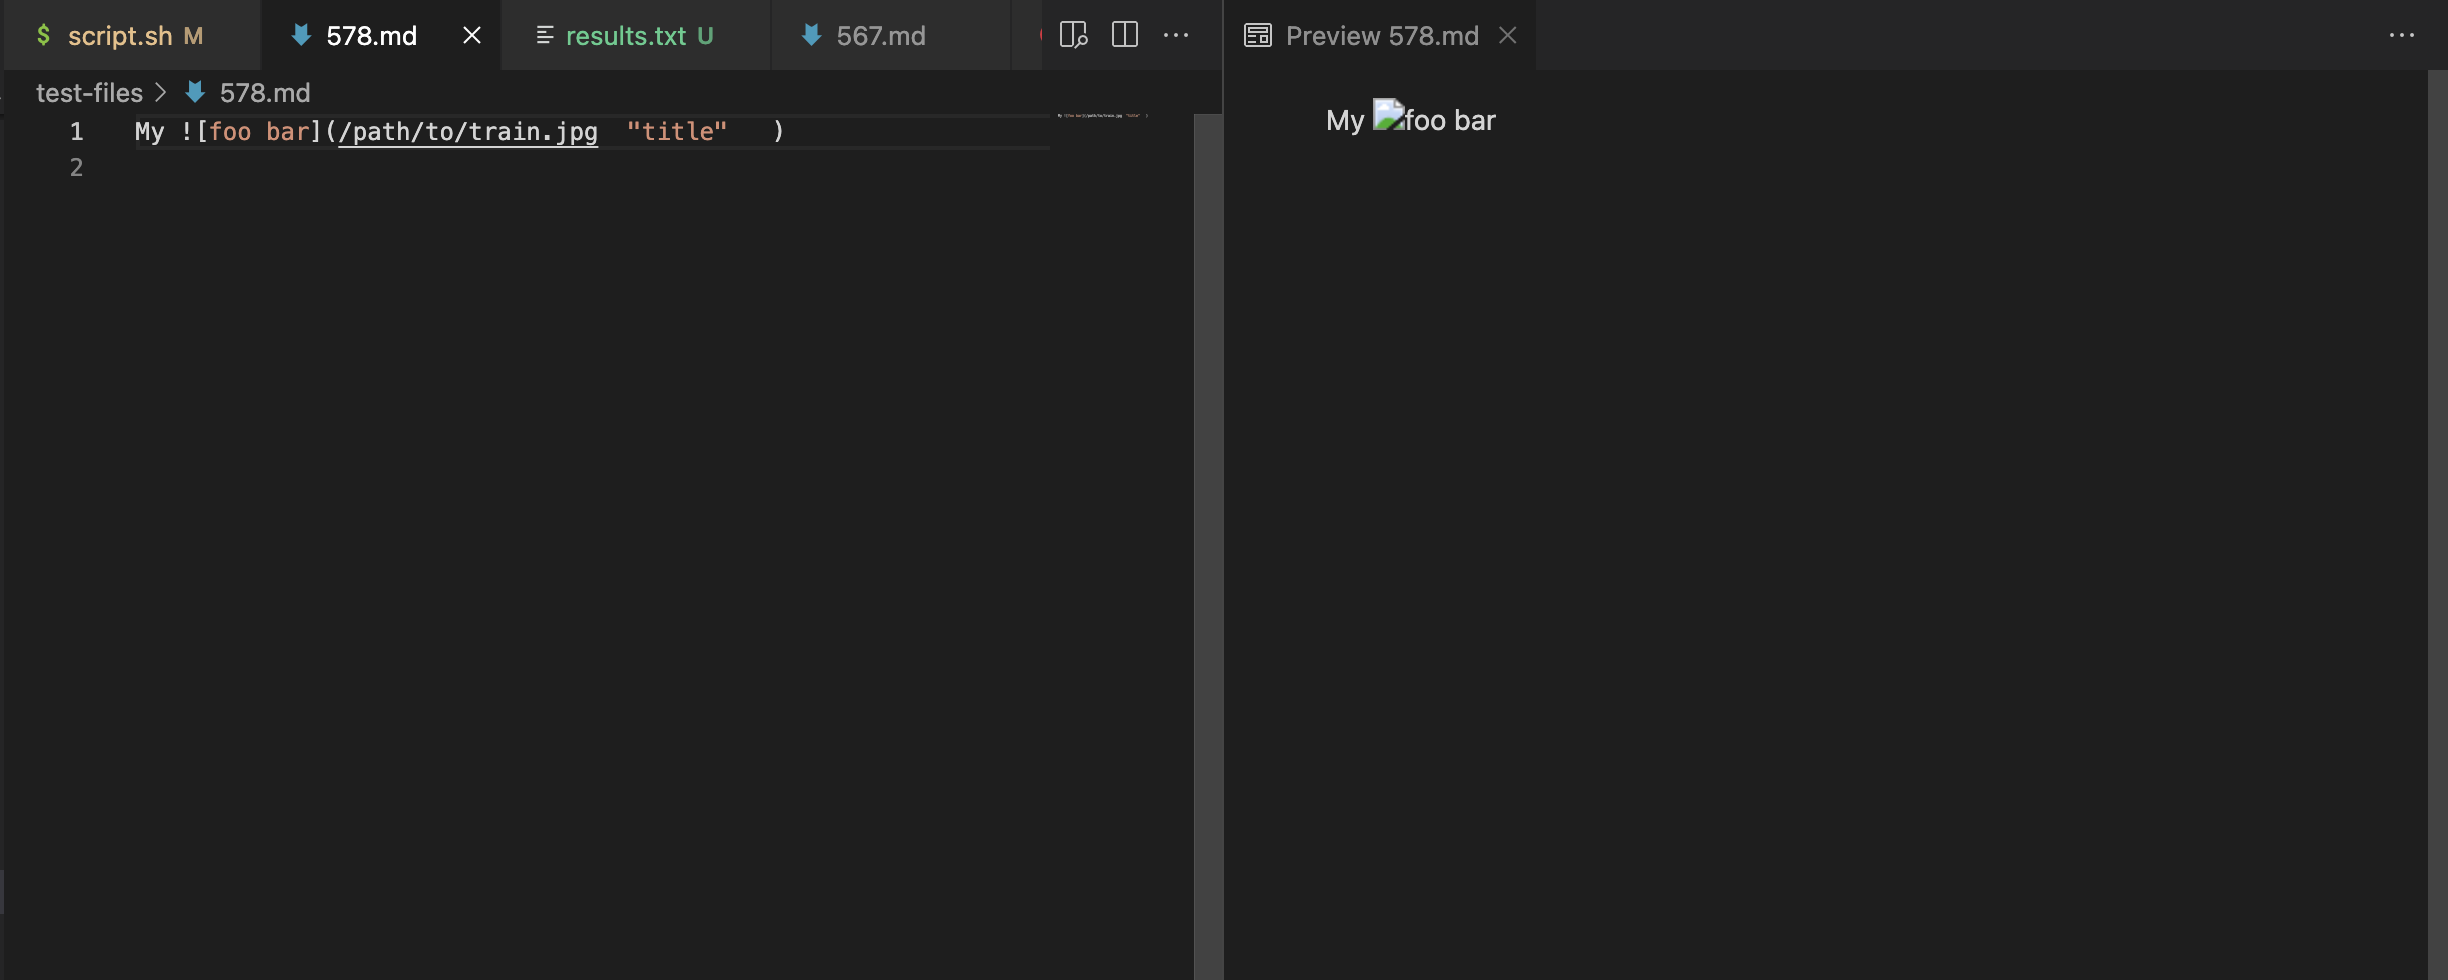 $ script.sh M 578.md results.txt U 567.md
Preview 578.md
test-files > 578.md
1 My ![foo bar](/path/to/train.jpg  "title"   )
2
My foo bar